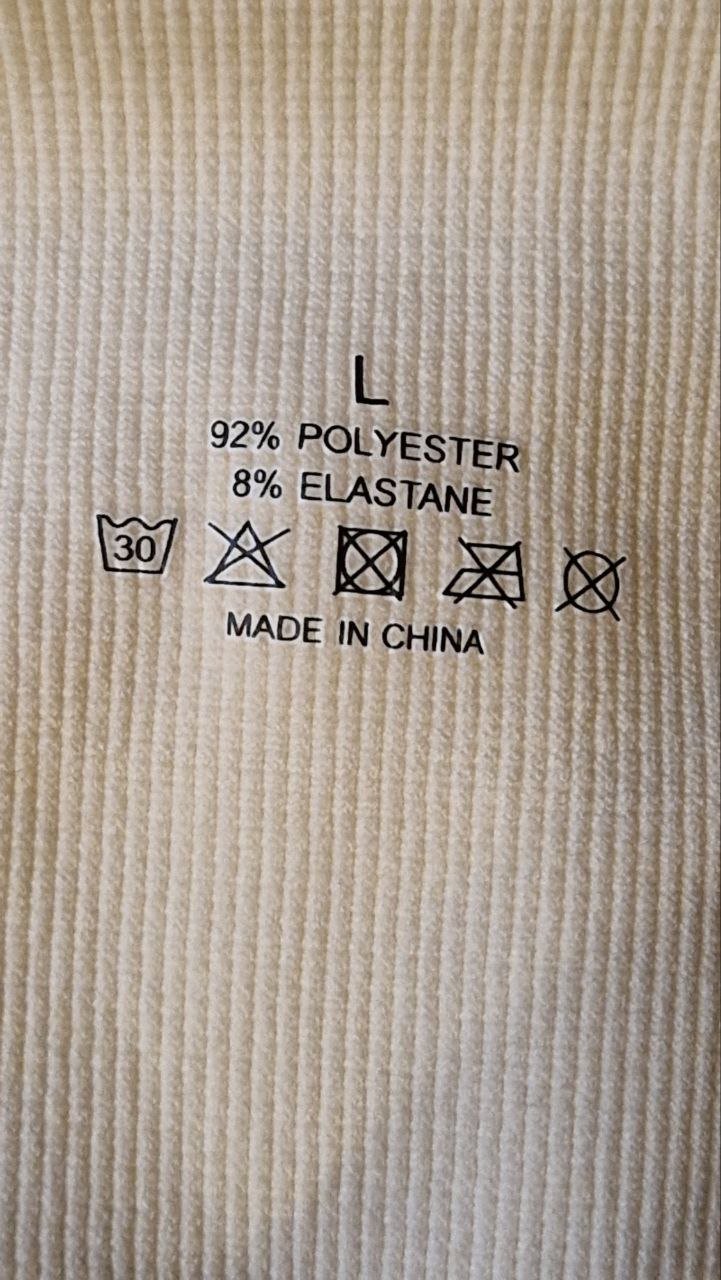 L
92% POLYESTER
8% ELASTANE
30
MADE IN CHINA